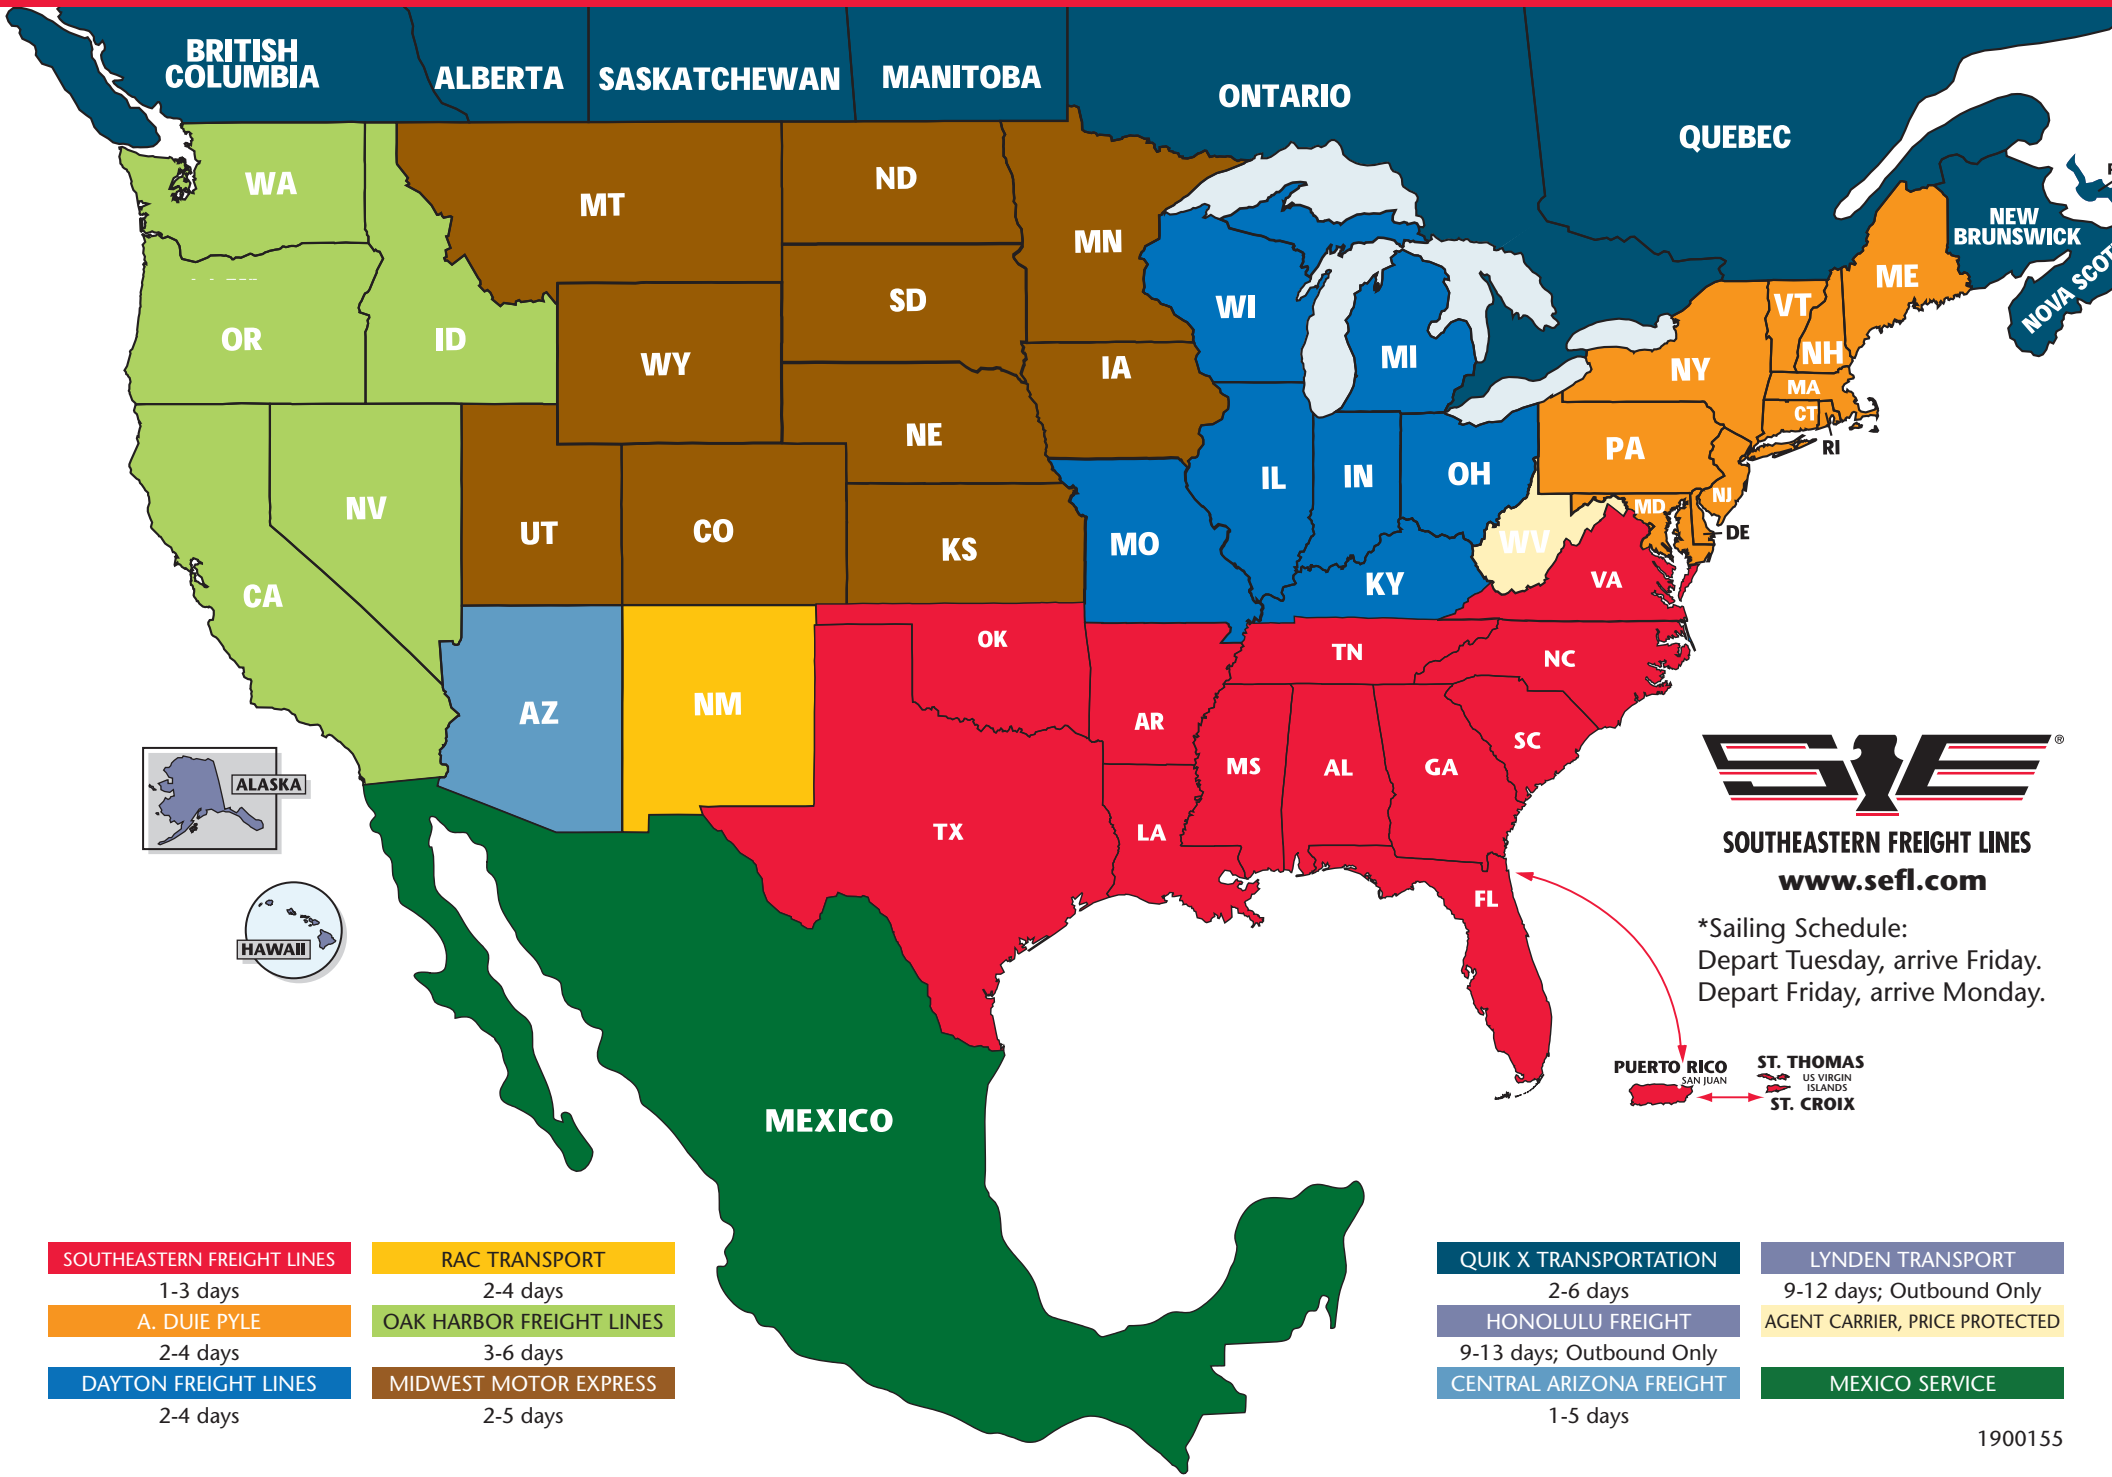 BRITISH
COLUMBIA
ALBERTA
SASKATCHEWAN
MANITOBA
ONTARIO
QUEBEC
NEW
BRUNSWICK
NOVA SCOT
WA
MT
ND
MN
OR
ID
WY
SD
WI
MI
IA
NE
NY
VT
NH
ME
MA
CT
RI
PA
NJ
MD
DE
CA
NV
UT
CO
KS
MO
IL
IN
OH
WV
KY
VA
AZ
NM
OK
AR
TN
NC
SC
TX
LA
MS
AL
GA
FL
ALASKA
HAWAII
MEXICO
®
SOUTHEASTERN FREIGHT LINES
www.sefl.com
*Sailing Schedule:
Depart Tuesday, arrive Friday.
Depart Friday, arrive Monday.
PUERTO RICO
SAN JUAN
ST. THOMAS
US VIRGIN
ISLANDS
ST. CROIX
SOUTHEASTERN FREIGHT LINES
1-3 days
A. DUIE PYLE
2-4 days
DAYTON FREIGHT LINES
2-4 days
RAC TRANSPORT
2-4 days
OAK HARBOR FREIGHT LINES
3-6 days
MIDWEST MOTOR EXPRESS
2-5 days
QUIK X TRANSPORTATION
2-6 days
HONOLULU FREIGHT
9-13 days; Outbound Only
CENTRAL ARIZONA FREIGHT
1-5 days
LYNDEN TRANSPORT
9-12 days; Outbound Only
AGENT CARRIER, PRICE PROTECTED
MEXICO SERVICE
1900155